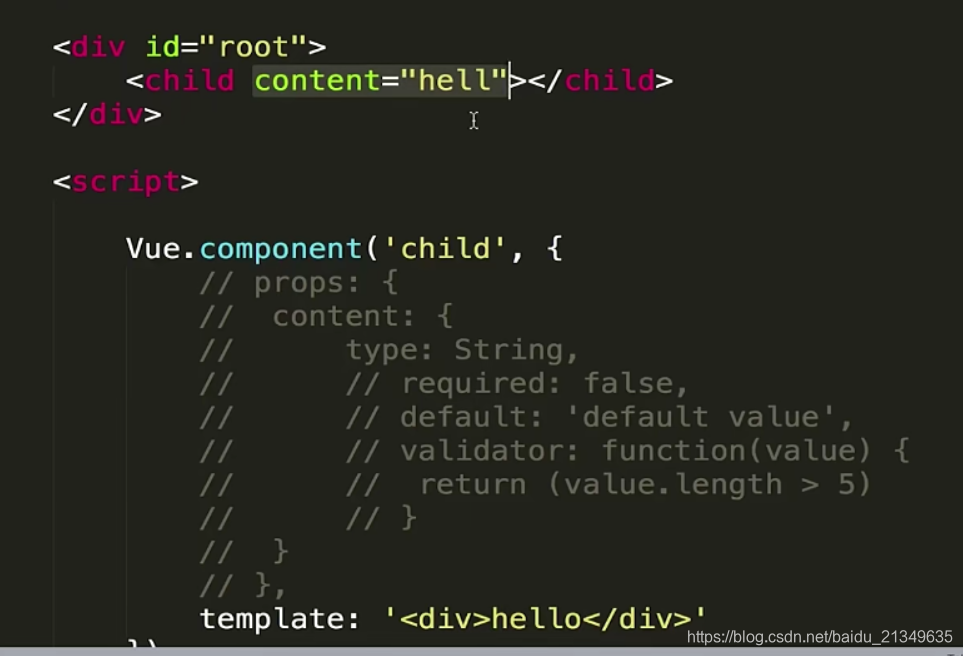 <div id="root">
    <child content="hell"></child>
</div>

<script>

    Vue.component('child', {
        // props: {
        //  content: {
        //      type: String,
        //      // required: false,
        //      // default: 'default value',
        //      // validator: function(value) {
        //      //  return (value.length > 5)
        //      // }
        //  }
        // },
        template: '<div>hello</div>'
    })
https://blog.csdn.net/baidu_21349635